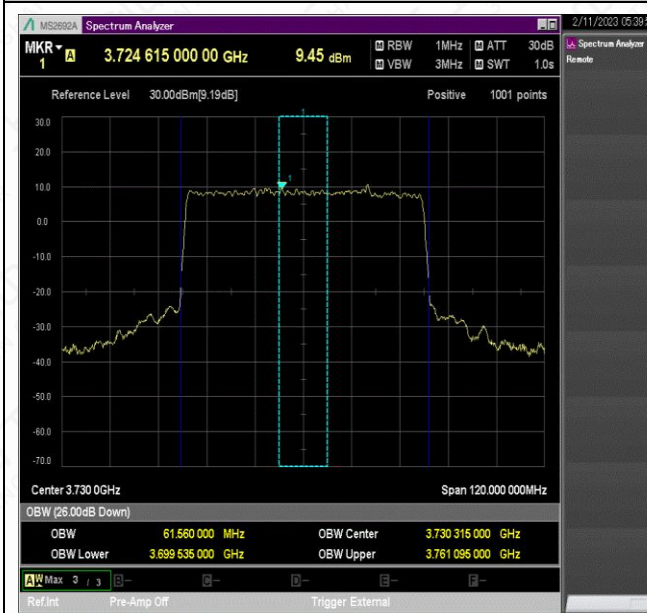 MS2692A Spectrum Analyzer
2/11/2023 05:39:
MKR 1 A 3.724 615 000 00 GHz 9.45 dBm
M RBW 1MHz M ATT 30dB
M VBW 3MHz M SWT 1.0s
Spectrum Analyzer
Remote
Reference Level 30.00dBm[9.19dB] Positive 1001 points
1
30.0
20.0
10.0
1
0.0
-10.0
-20.0
-30.0
-40.0
-50.0
-60.0
-70.0
Center 3.730 0GHz Span 120.000 000MHz
OBW (26.00dB Down)
OBW 61.560 000 MHz OBW Center 3.730 315 000 GHz
OBW Lower 3.699 535 000 GHz OBW Upper 3.761 095 000 GHz
A W Max 3 / 3 B- C- D- E- F-
Ref.Int Pre-Amp Off Trigger External